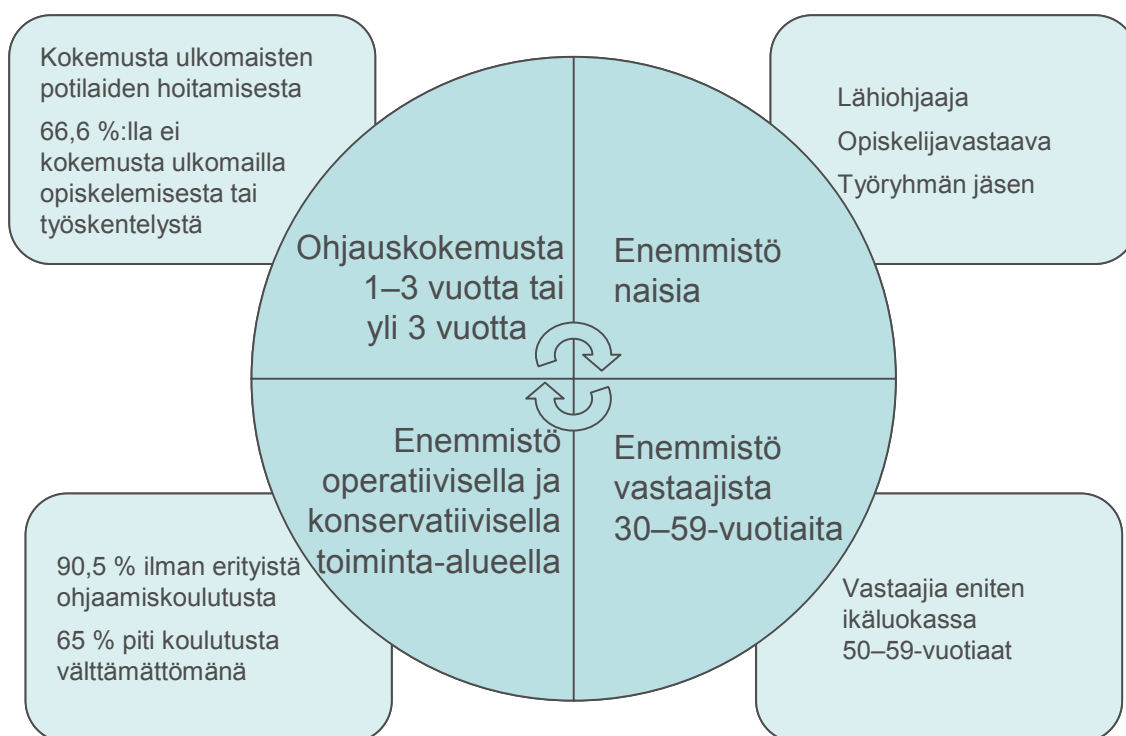 Kokemusta ulkomaisten
potilaiden hoitamisesta
66,6 %:lla ei
kokemusta ulkomailla
opiskelemisesta tai
työskentelystä
Lähiohjaaja
Opiskelijavastaava
Työryhmän jäsen
Ohjauskokemusta
1–3 vuotta tai
yli 3 vuotta
Enemmistö
naisia
Enemmistö
operatiivisella ja
konservatiivisella
toiminta-alueella
Enemmistö
vastaajista
30–59-vuotiaita
90,5 % ilman erityistä
ohjaamiskoulutusta
65 % piti koulutusta
välttämättömänä
Vastaajia eniten
ikäluokassa
50–59-vuotiaat